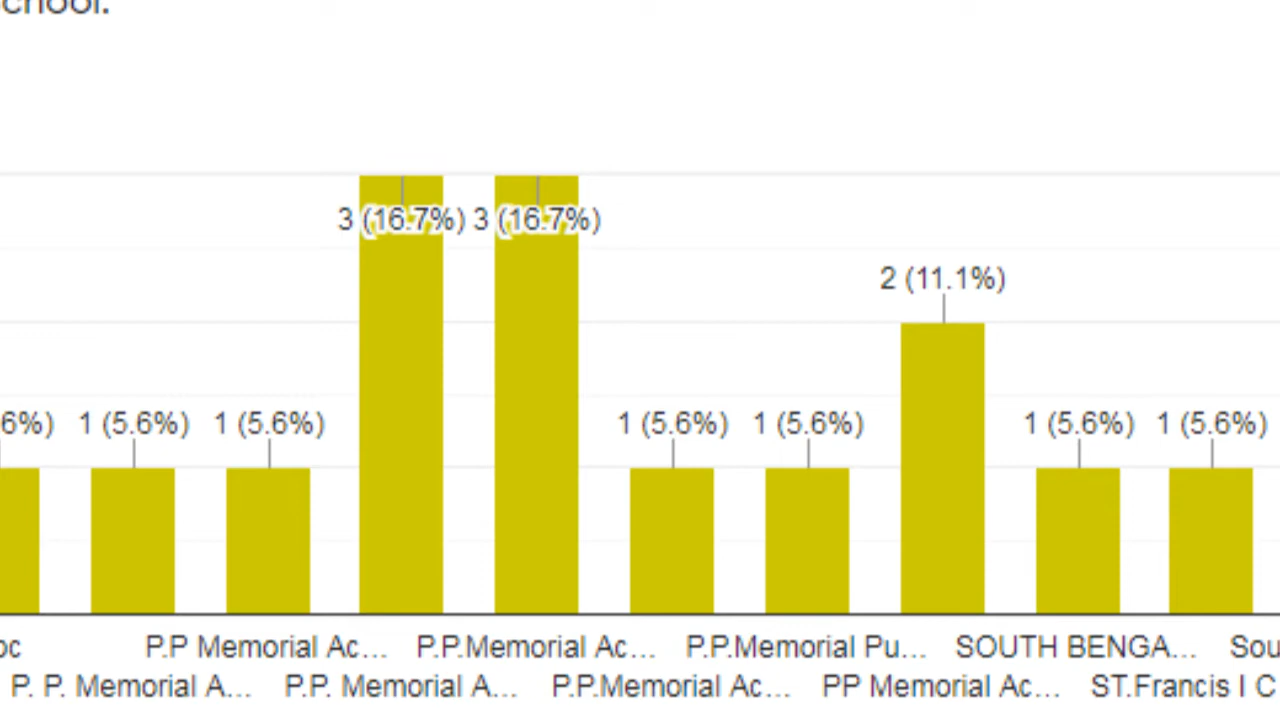 school.
3 (16.7%) 3 (16.7%)
2 (11.1%)
6%) 1 (5.6%) 1 (5.6%) 1 (5.6%) 1 (5.6%) 1 (5.6%) 1 (5.6%)
oc P.P Memorial Ac... P.P.Memorial Ac... P.P.Memorial Pu... SOUTH BENGA... Sou
P. P. Memorial A... P.P. Memorial A... P.P.Memorial Ac... PP Memorial Ac... ST.Francis I C